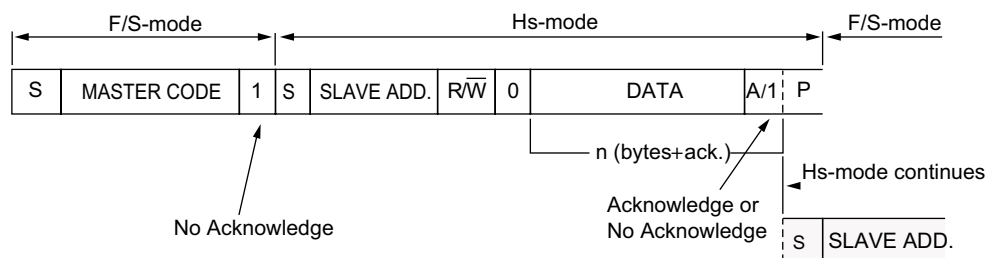 F/S-mode Hs-mode F/S-mode
S MASTER CODE 1 S SLAVE ADD. R/W̅ 0 DATA A/1 P
n (bytes+ack.)
Hs-mode continues
No Acknowledge
Acknowledge or
No Acknowledge
S SLAVE ADD.